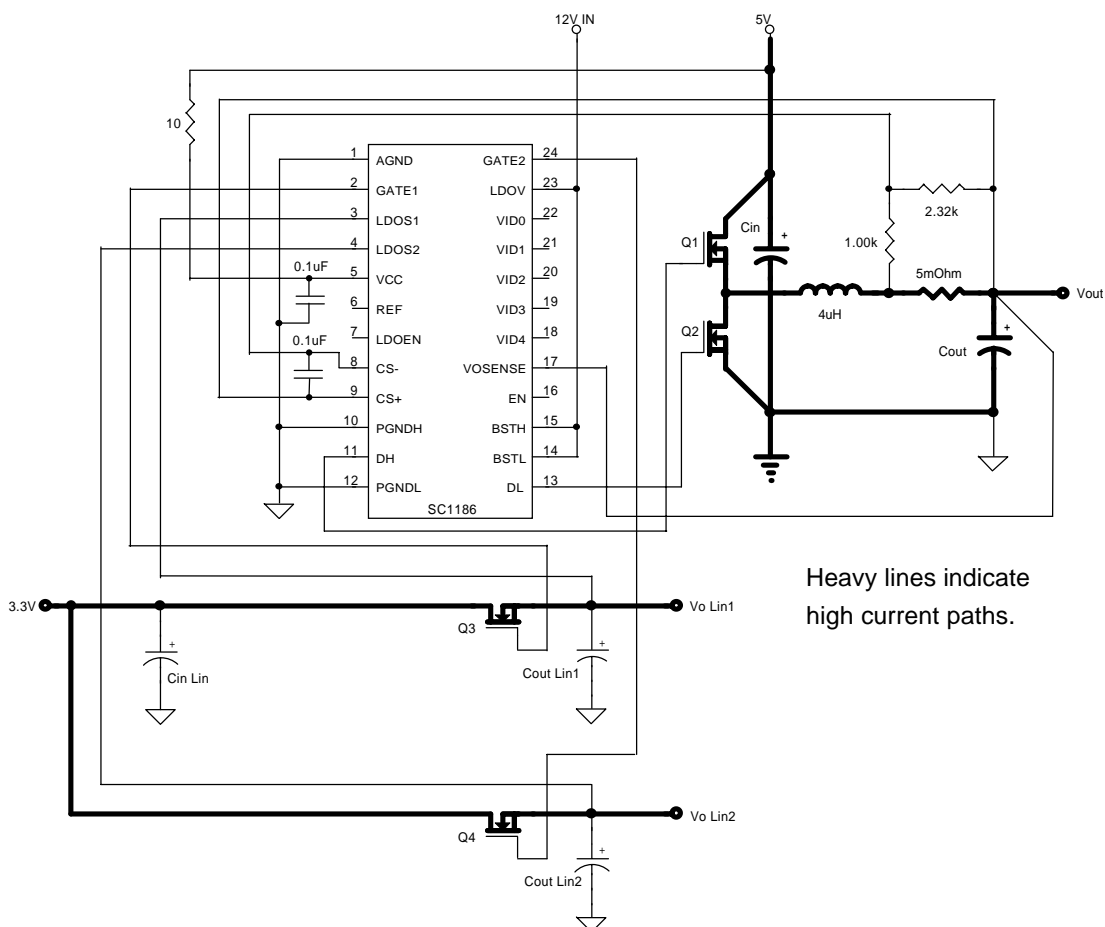 12V IN
5V
10
2.32k
1.00k
Cin
+
Q1
5mOhm
4uH
Vout
+
Cout
Q2
1 AGND GATE2 24
2 GATE1 LDOV 23
3 LDOS1 VID0 22
4 LDOS2 VID1 21
0.1uF
5 VCC VID2 20
6 REF VID3 19
7 LDOEN VID4 18
0.1uF
8 CS- VOSENSE 17
9 CS+ EN 16
10 PGNDH BSTH 15
11 DH BSTL 14
12 PGNDL DL 13
SC1186
Heavy lines indicate
high current paths.
3.3V
Q3
Vo Lin1
+
Cin Lin
+
Cout Lin1
Q4
Vo Lin2
+
Cout Lin2